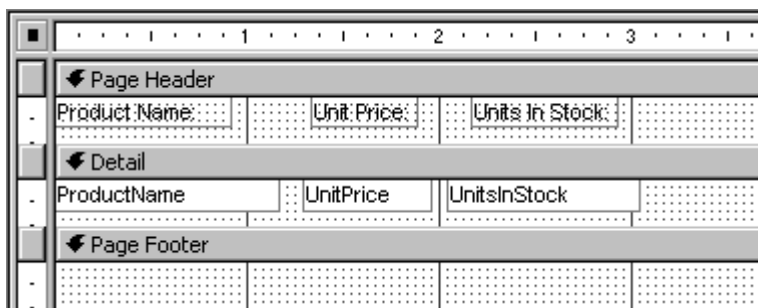 1 2 3
Page Header
Product Name: Unit Price: Units In Stock:
Detail
ProductName UnitPrice UnitsInStock
Page Footer